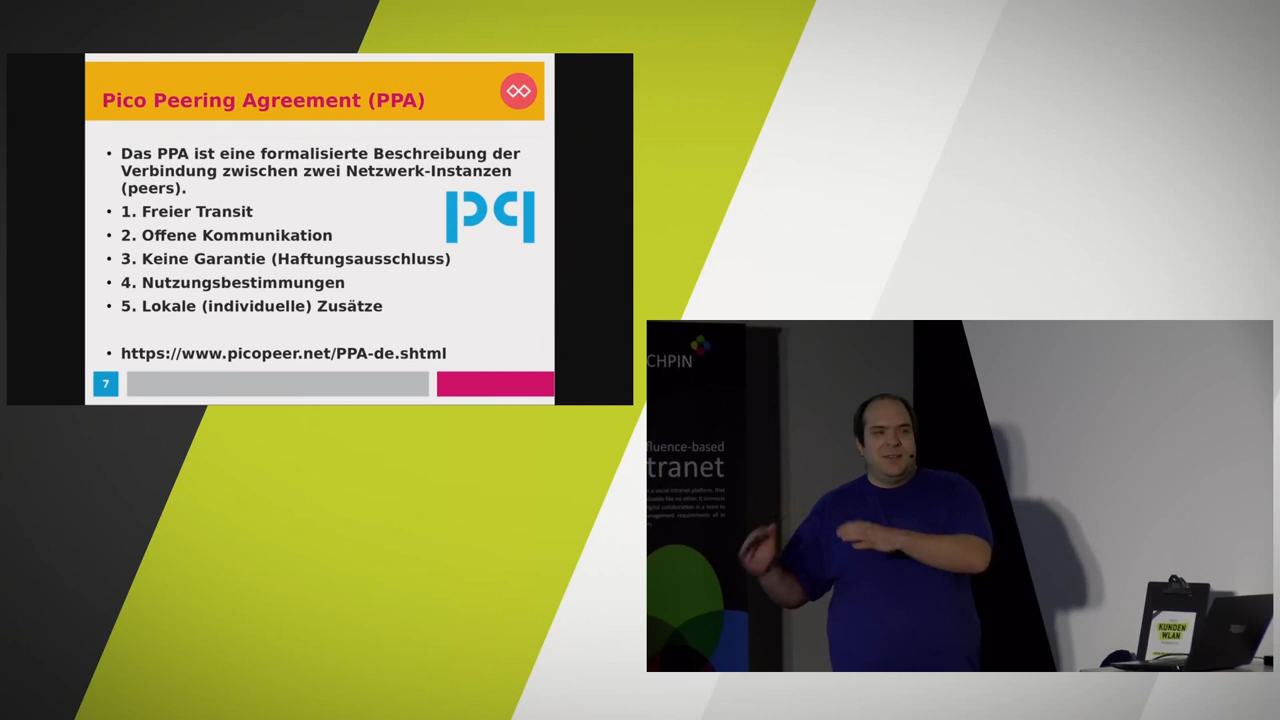 Pico Peering Agreement (PPA)
• Das PPA ist eine formalisierte Beschreibung der
Verbindung zwischen zwei Netzwerk-Instanzen
(peers).
• 1. Freier Transit
• 2. Offene Kommunikation
• 3. Keine Garantie (Haftungsausschluss)
• 4. Nutzungsbestimmungen
• 5. Lokale (individuelle) Zusätze
• https://www.picopeer.net/PPA-de.shtml
7
CHPIN
fluence-based
tranet
KUNDEN
WLAN